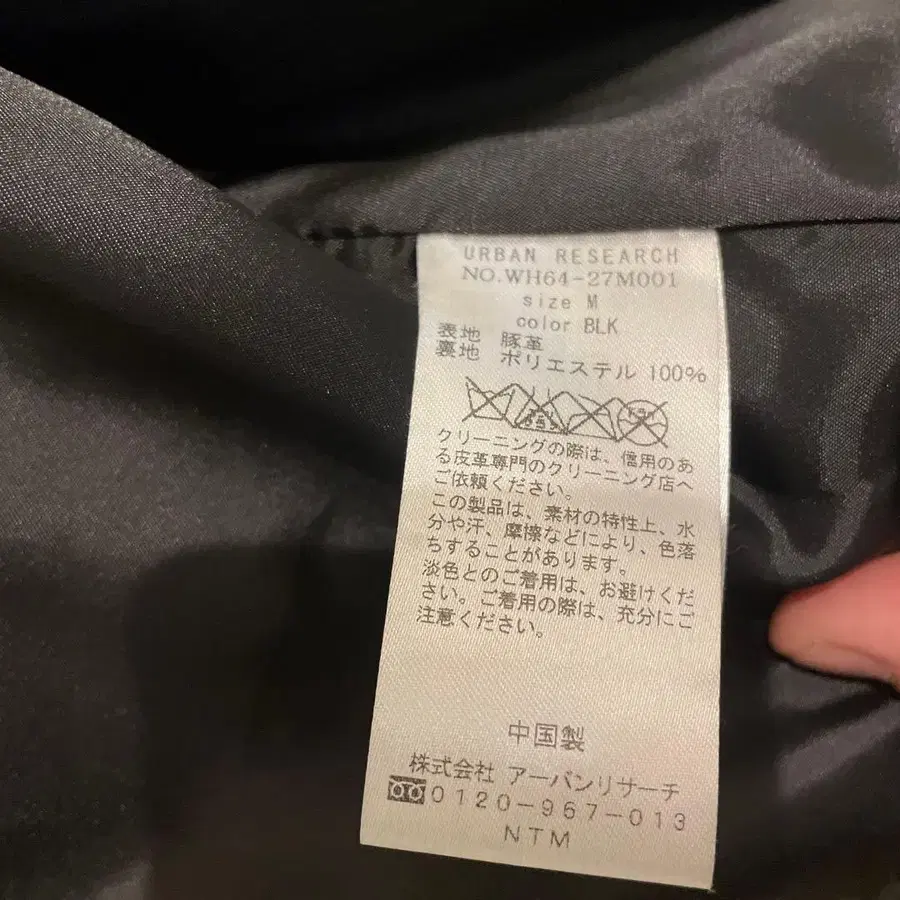 URBAN RESEARCH
NO.WH64-27M001
size M
color BLK
表地 豚革
裏地 ポリエステル 100%
クリーニングの際は、信用のあ
る皮革専門のクリーニング店へ
ご依頼ください。
この製品は、素材の特性上、水
分や汗、摩擦などにより、色落
ちすることがあります。
淡色とのご着用は、お避けくだ
さい。ご着用の際は、充分にご
注意ください。
中国製
株式会社 アーバンリサーチ
0120-967-013
NTM